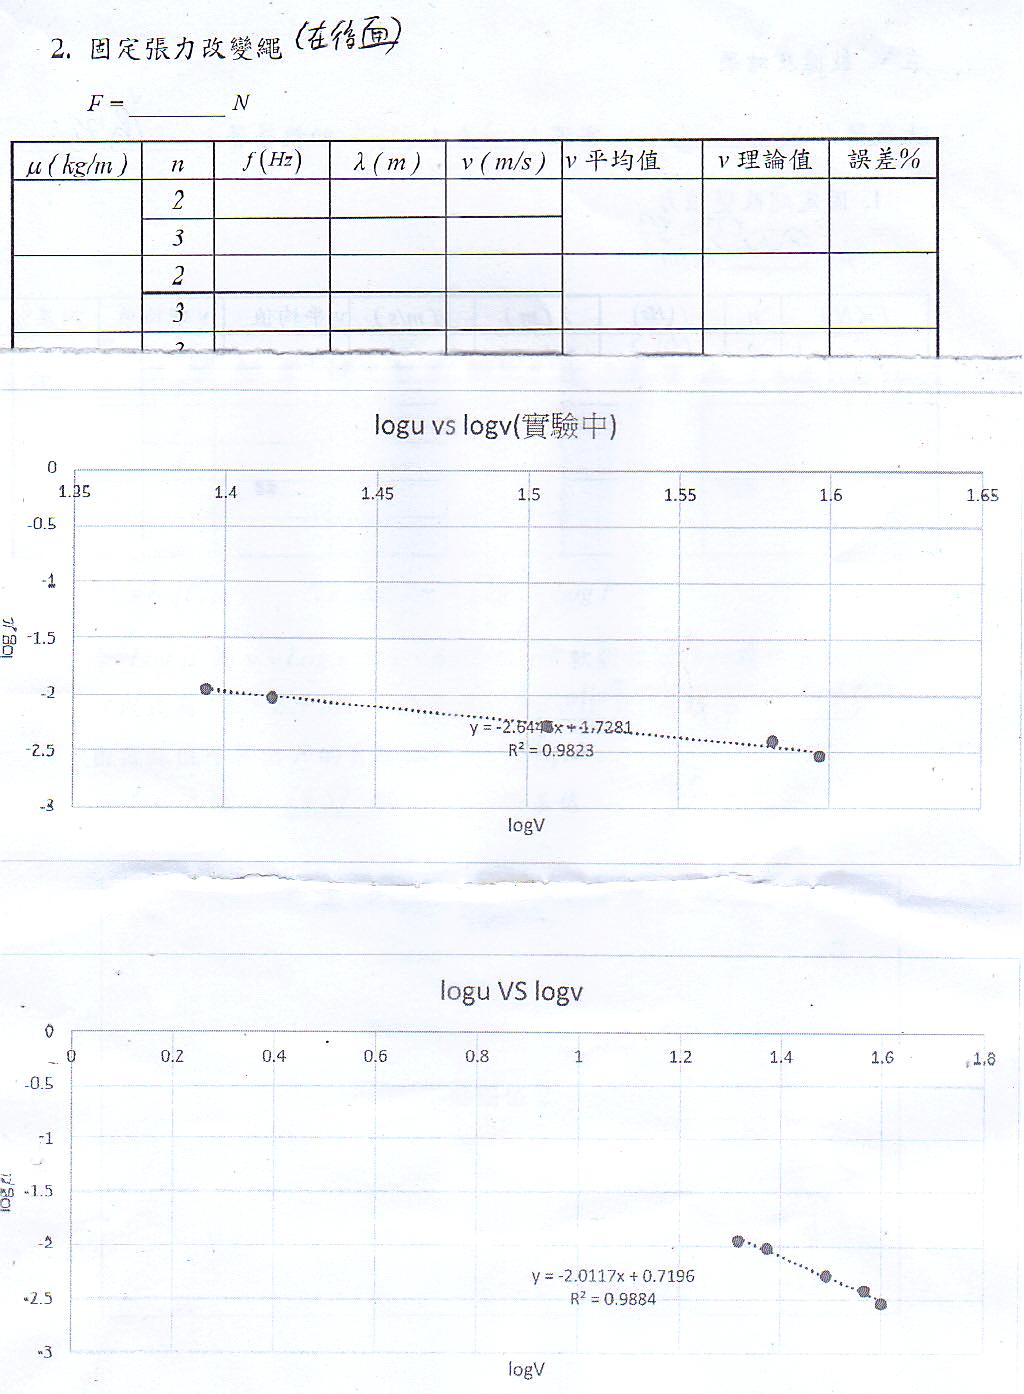 2. 固定張力改變繩 (在後面)
F = ________ N
μ ( kg/m ) n f (Hz) λ ( m ) v ( m/s ) v 平均值 v 理論值 誤差%
2
3
2
3
2
logu vs logv(實驗中)
0
1.35 1.4 1.45 1.5 1.55 1.6 1.65
-0.5
-1
log μ
-1.5
-2
y = -2.644x + 1.7281
-2.5
R² = 0.9823
-3
logV
logu VS logv
0
0 0.2 0.4 0.6 0.8 1 1.2 1.4 1.6 1.8
-0.5
-1
log μ
-1.5
-2
y = -2.0117x + 0.7196
-2.5
R² = 0.9884
-3
logV